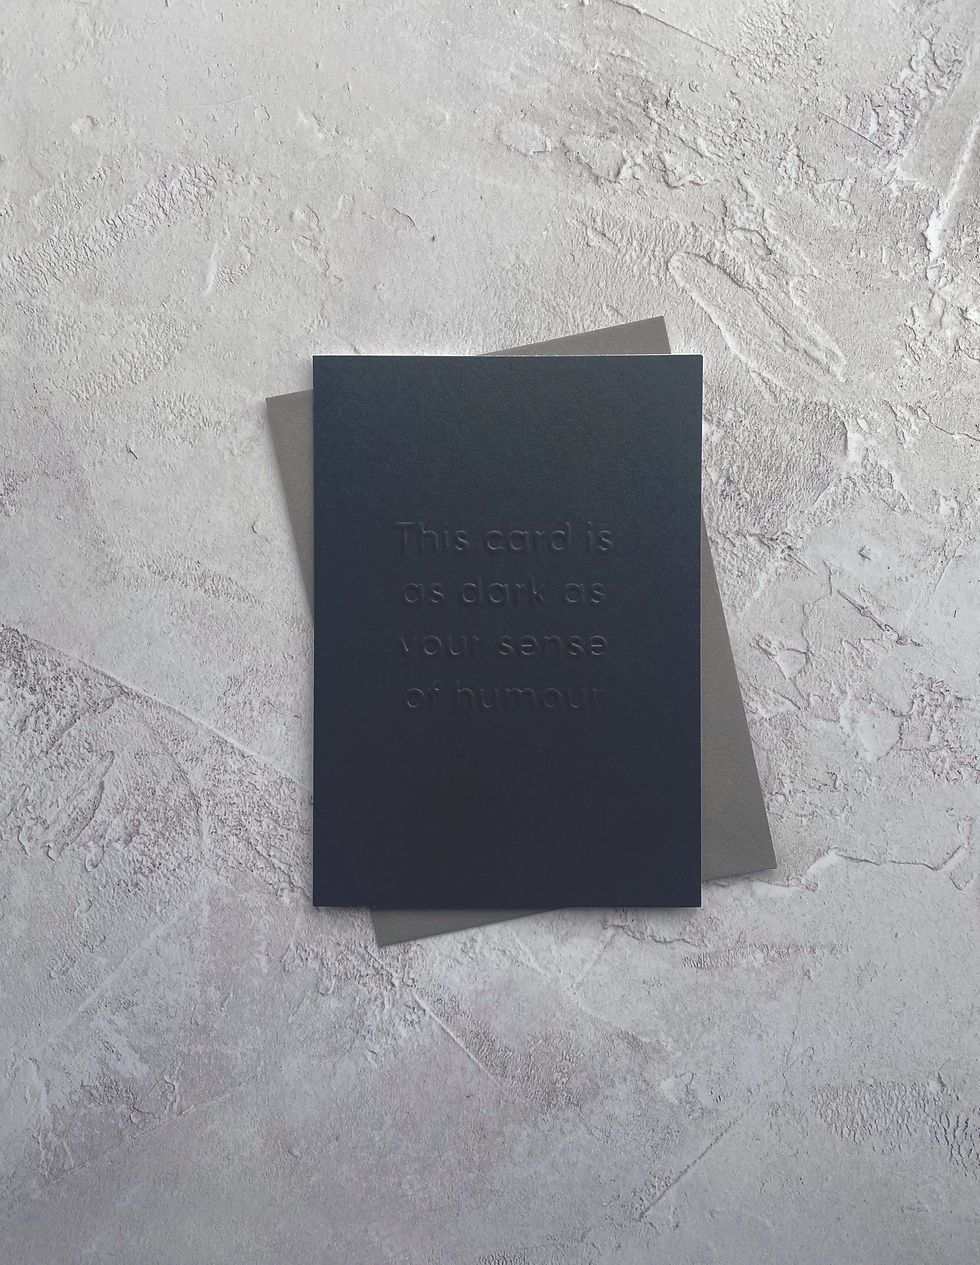 This card is
as dark as
your sense
of humour